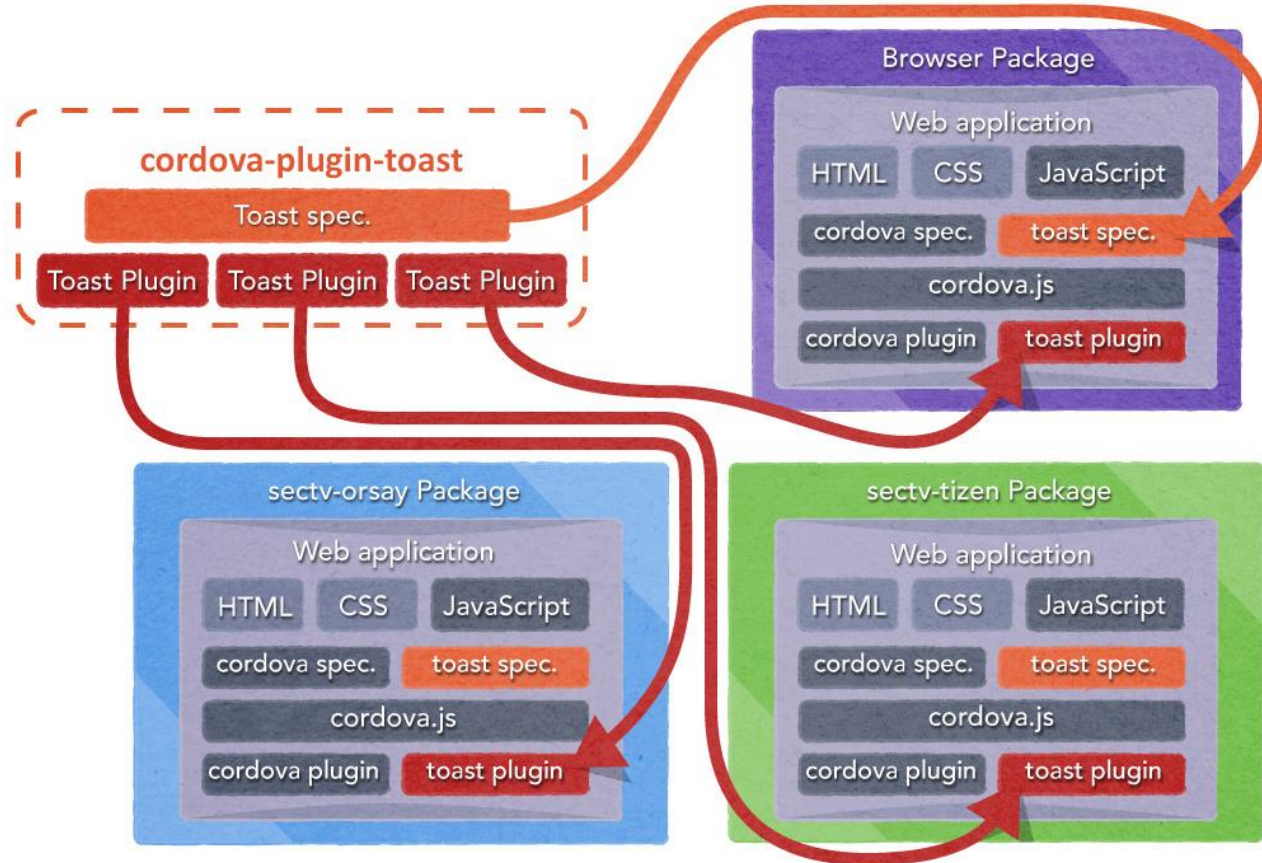 cordova-plugin-toast
Toast spec.
Toast Plugin
Toast Plugin
Toast Plugin
Browser Package
Web application
HTML
CSS
JavaScript
cordova spec.
toast spec.
cordova.js
cordova plugin
toast plugin
sectv-orsay Package
Web application
HTML
CSS
JavaScript
cordova spec.
toast spec.
cordova.js
cordova plugin
toast plugin
sectv-tizen Package
Web application
HTML
CSS
JavaScript
cordova spec.
toast spec.
cordova.js
cordova plugin
toast plugin